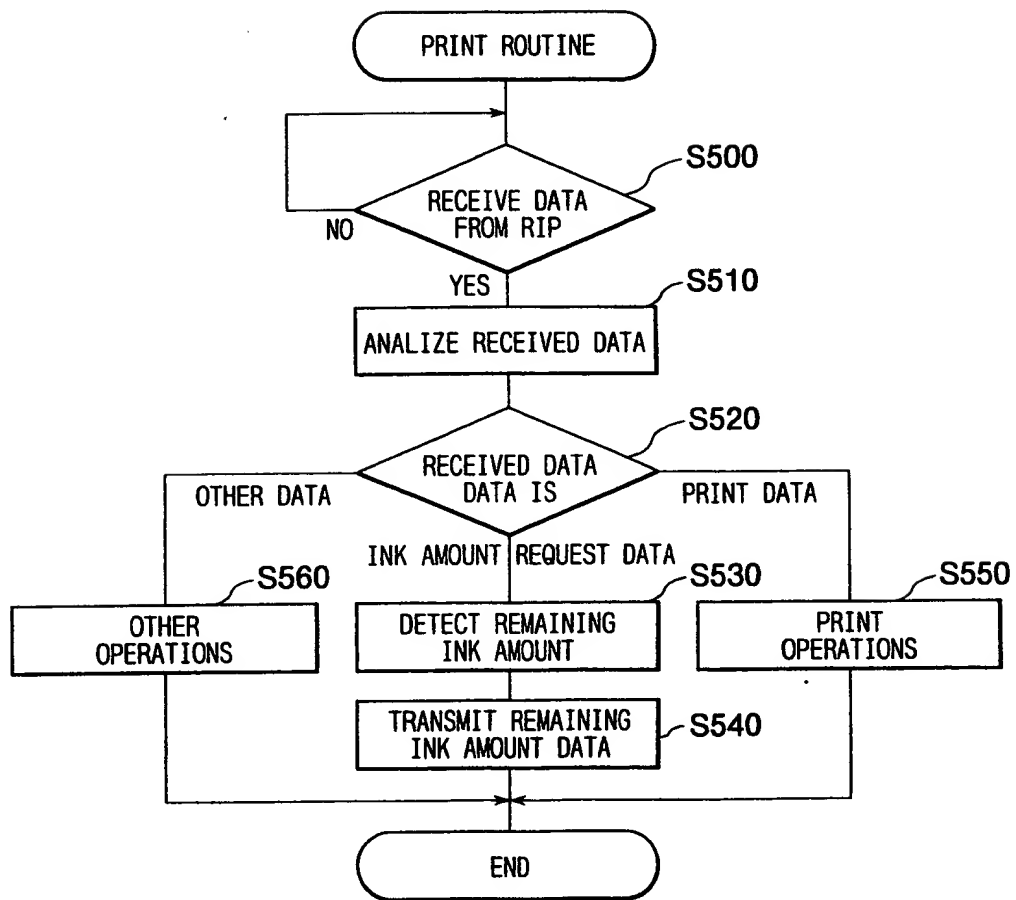 PRINT ROUTINE
S500
RECEIVE DATA
FROM RIP
NO
YES
S510
ANALIZE RECEIVED DATA
S520
RECEIVED DATA
DATA IS
OTHER DATA
PRINT DATA
INK AMOUNT REQUEST DATA
S560
S530
S550
OTHER
OPERATIONS
DETECT REMAINING
INK AMOUNT
PRINT
OPERATIONS
TRANSMIT REMAINING
INK AMOUNT DATA
S540
END